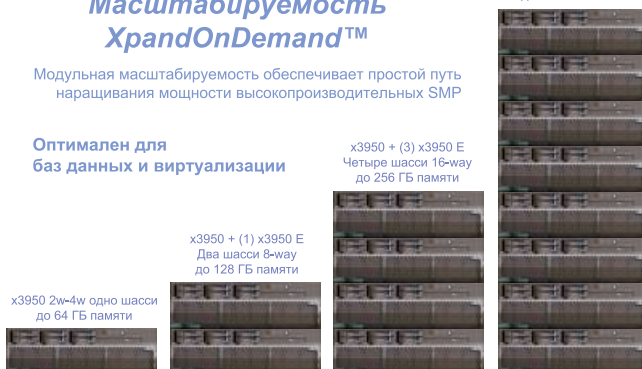 Масштабируемость
XpandOnDemand™
Модульная масштабируемость обеспечивает простой путь
наращивания мощности высокопроизводительных SMP
Оптимален для
баз данных и виртуализации
x3950 + (3) x3950 E
Четыре шасси 16-way
до 256 ГБ памяти
x3950 + (1) x3950 E
Два шасси 8-way
до 128 ГБ памяти
x3950 2w-4w одно шасси
до 64 ГБ памяти